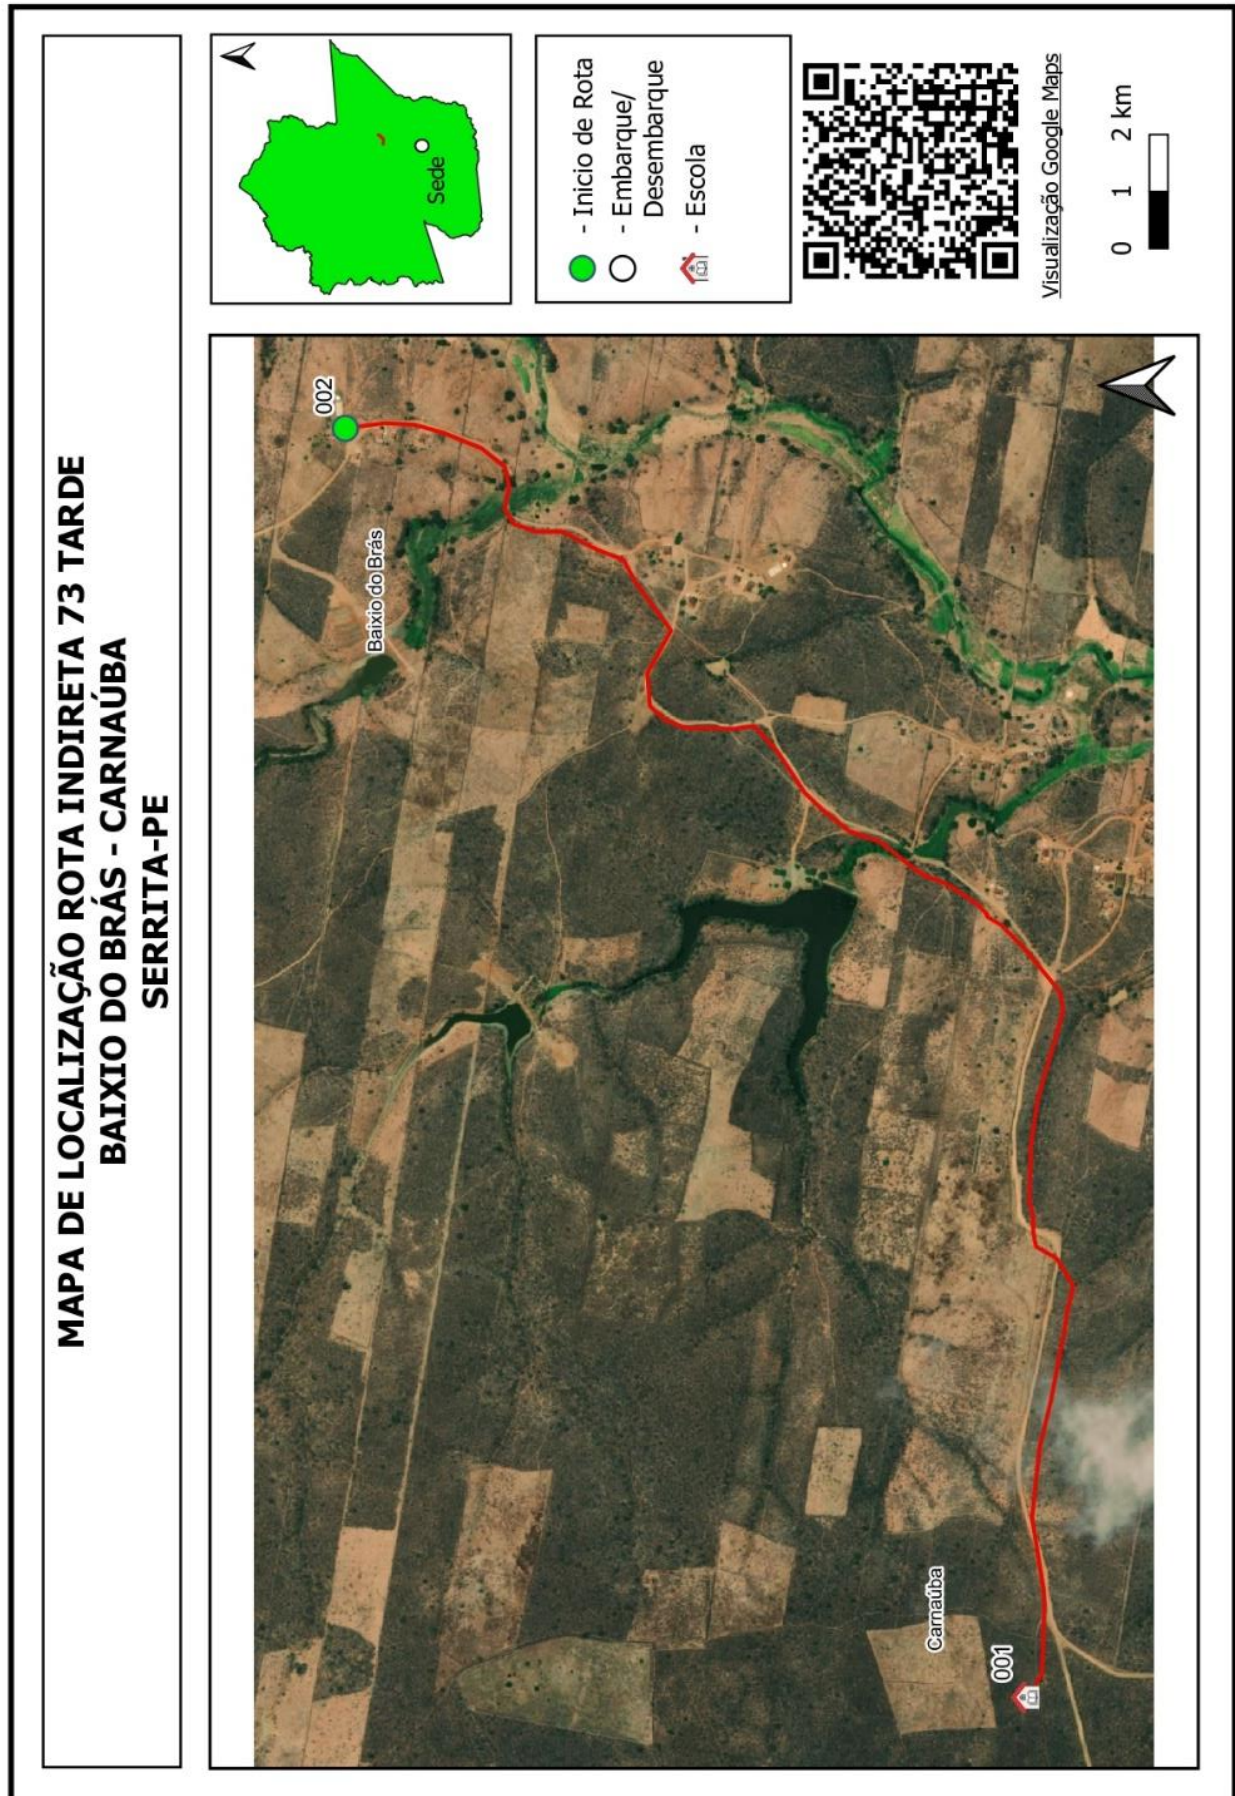 MAPA DE LOCALIZAÇÃO ROTA INDIRETA 73 TARDE
BAIXIO DO BRÁS - CARNAÚBA
SERRITA-PE
002
Baixio do Brás
Carnaúba
001
Sede
- Inicio de Rota
- Embarque/
Desembarque
- Escola
Visualização Google Maps
0 1 2 km